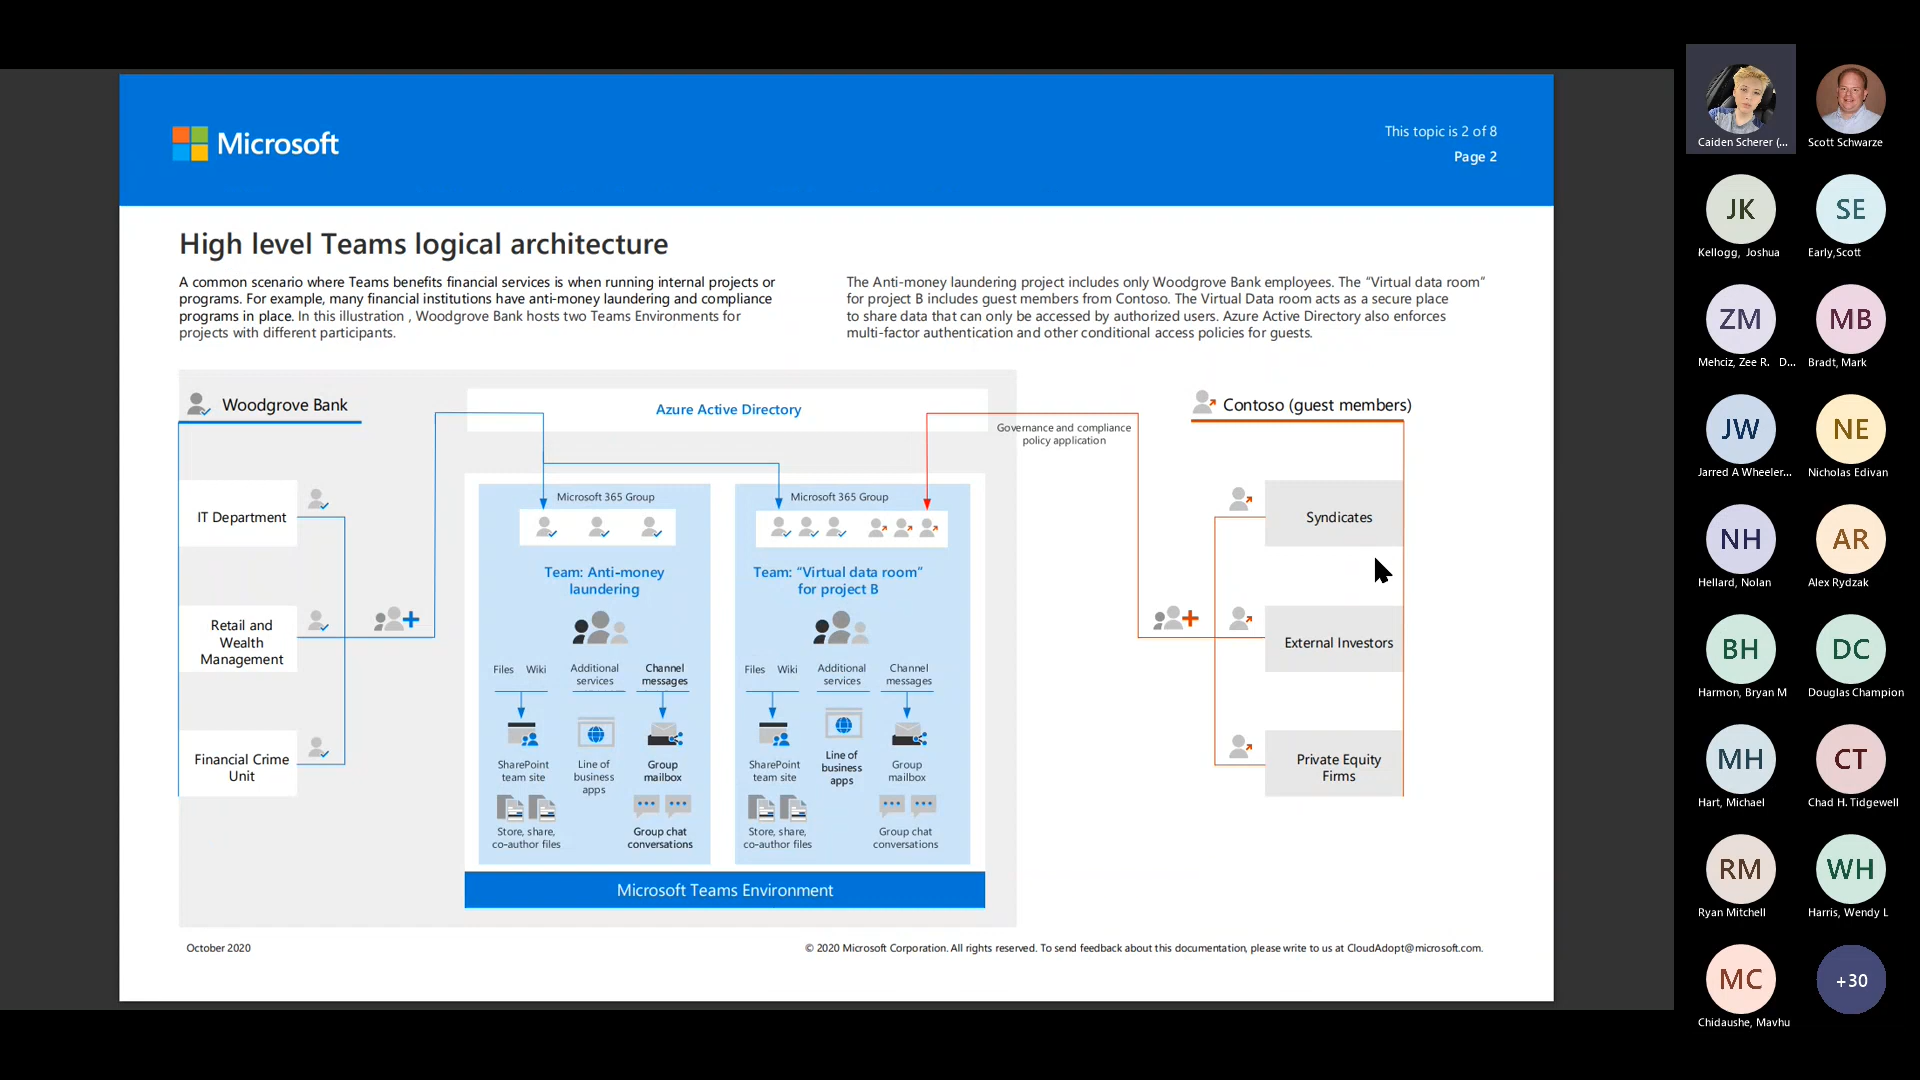 Microsoft
This topic is 2 of 8
Page 2
High level Teams logical architecture
A common scenario where Teams benefits financial services is when running internal projects or
programs. For example, many financial institutions have anti-money laundering and compliance
programs in place. In this illustration , Woodgrove Bank hosts two Teams Environments for
projects with different participants.
The Anti-money laundering project includes only Woodgrove Bank employees. The “Virtual data room”
for project B includes guest members from Contoso. The Virtual Data room acts as a secure place
to share data that can only be accessed by authorized users. Azure Active Directory also enforces
multi-factor authentication and other conditional access policies for guests.
Woodgrove Bank
IT Department
Retail and
Wealth
Management
Financial Crime
Unit
Azure Active Directory
Governance and compliance
policy application
Microsoft 365 Group
Team: Anti-money
laundering
Files Wiki
Additional
services
Channel
messages
SharePoint
team site
Line of
business
apps
Group
mailbox
Store, share,
co-author files
Group chat
conversations
Microsoft 365 Group
Team: “Virtual data room”
for project B
Files Wiki
Additional
services
Channel
messages
SharePoint
team site
Line of
business
apps
Group
mailbox
Store, share,
co-author files
Group chat
conversations
Microsoft Teams Environment
Contoso (guest members)
Syndicates
External Investors
Private Equity
Firms
October 2020
© 2020 Microsoft Corporation. All rights reserved. To send feedback about this documentation, please write to us at CloudAdopt@microsoft.com.
Caiden Scherer (...
Scott Schwarze
JK
Kellogg, Joshua
SE
Early,Scott
ZM
Mehciz, Zee R. D...
MB
Bradt, Mark
JW
Jarred A Wheeler...
NE
Nicholas Edivan
NH
Hellard, Nolan
AR
Alex Rydzak
BH
Harmon, Bryan M
DC
Douglas Champion
MH
Hart, Michael
CT
Chad H. Tidgewell
RM
Ryan Mitchell
WH
Harris, Wendy L
MC
Chidaushe, Mavhu
+30